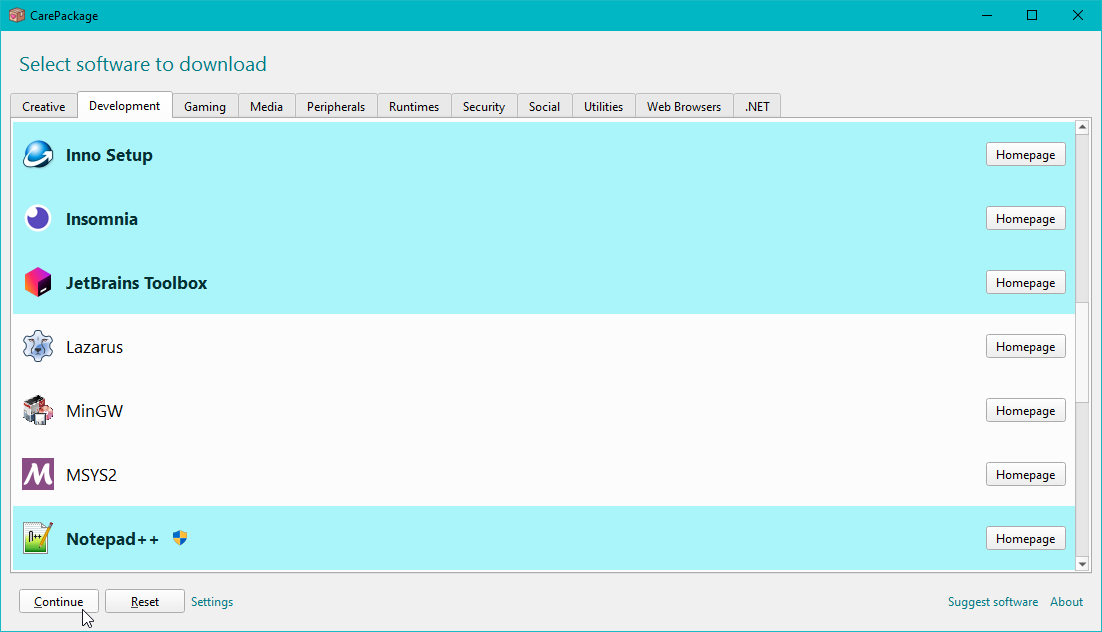 CarePackage
Select software to download
Creative Development Gaming Media Peripherals Runtimes Security Social Utilities Web Browsers .NET
Inno Setup Homepage
Insomnia Homepage
JetBrains Toolbox Homepage
Lazarus Homepage
MinGW Homepage
MSYS2 Homepage
Notepad++ Homepage
Continue Reset Settings Suggest software About